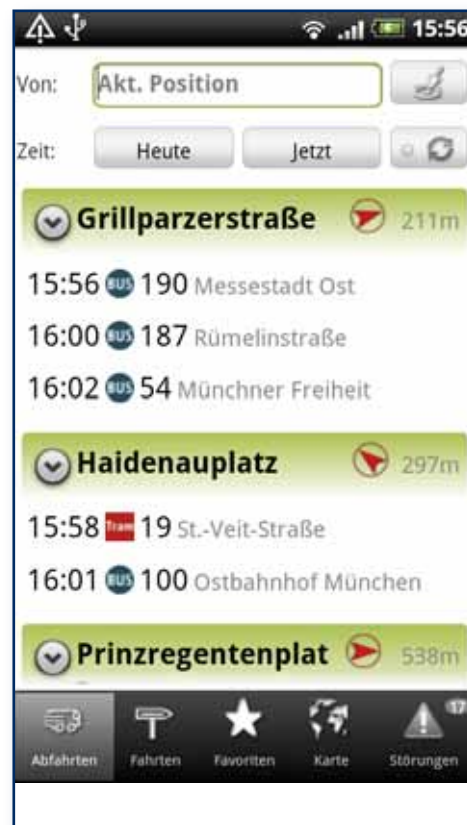 15:56
Von: Akt. Position
Zeit: Heute Jetzt
Grillparzerstraße 211m
15:56 BUS 190 Messestadt Ost
16:00 BUS 187 Rümelinstraße
16:02 BUS 54 Münchner Freiheit
Haidenauplatz 297m
15:58 Tram 19 St.-Veit-Straße
16:01 BUS 100 Ostbahnhof München
Prinzregentenplat 538m
17
Abfahrten Fahrten Favoriten Karte Störungen